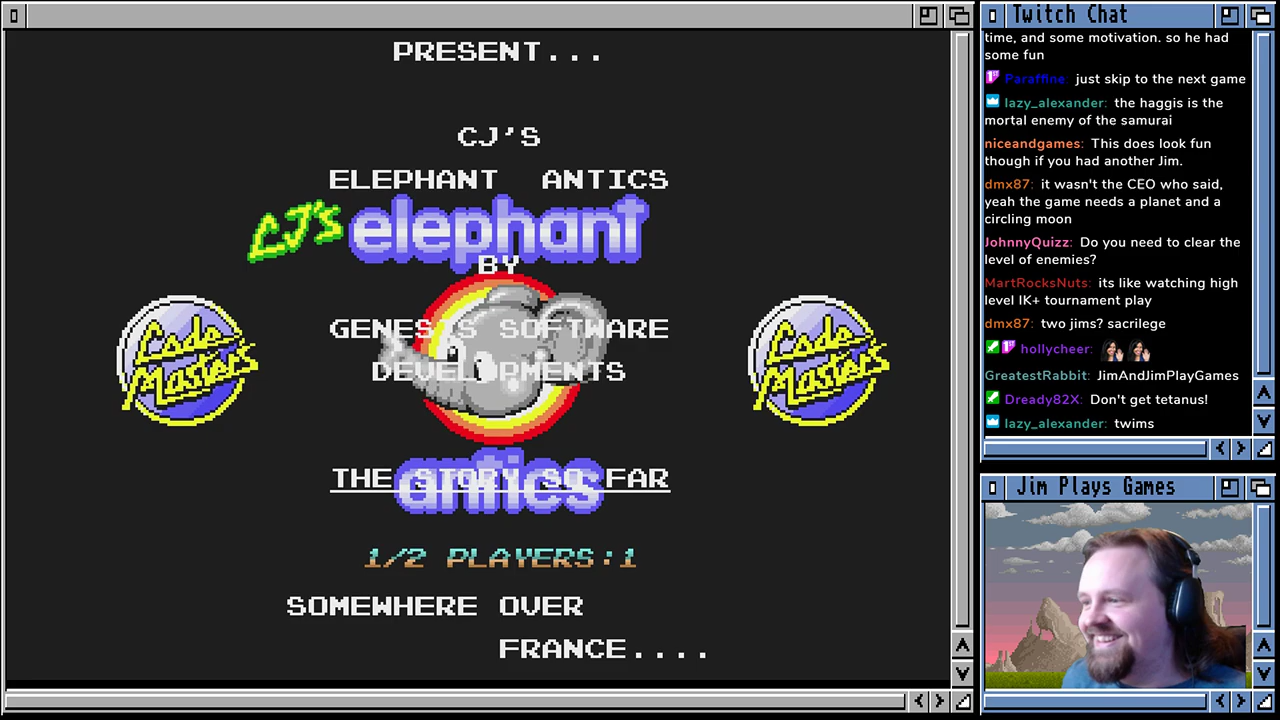 PRESENT...
CJ'S
ELEPHANT ANTICS
CJ's elephant
BY
GENESIS SOFTWARE
DEVELOPMENTS
Code
Masters
Code
Masters
THE STORY SO FAR
antics
1/2 PLAYERS:1
SOMEWHERE OVER
FRANCE....
Twitch Chat
time, and some motivation. so he had
some fun
Paraffine: just skip to the next game
lazy_alexander: the haggis is the
mortal enemy of the samurai
niceandgames: This does look fun
though if you had another Jim.
dmx87: it wasn't the CEO who said,
yeah the game needs a planet and a
circling moon
JohnnyQuizz: Do you need to clear the
level of enemies?
MartRocksNuts: its like watching high
level IK+ tournament play
dmx87: two jims? sacrilege
hollycheer:
GreatestRabbit: JimAndJimPlayGames
Dready82X: Don't get tetanus!
lazy_alexander: twims
Jim Plays Games